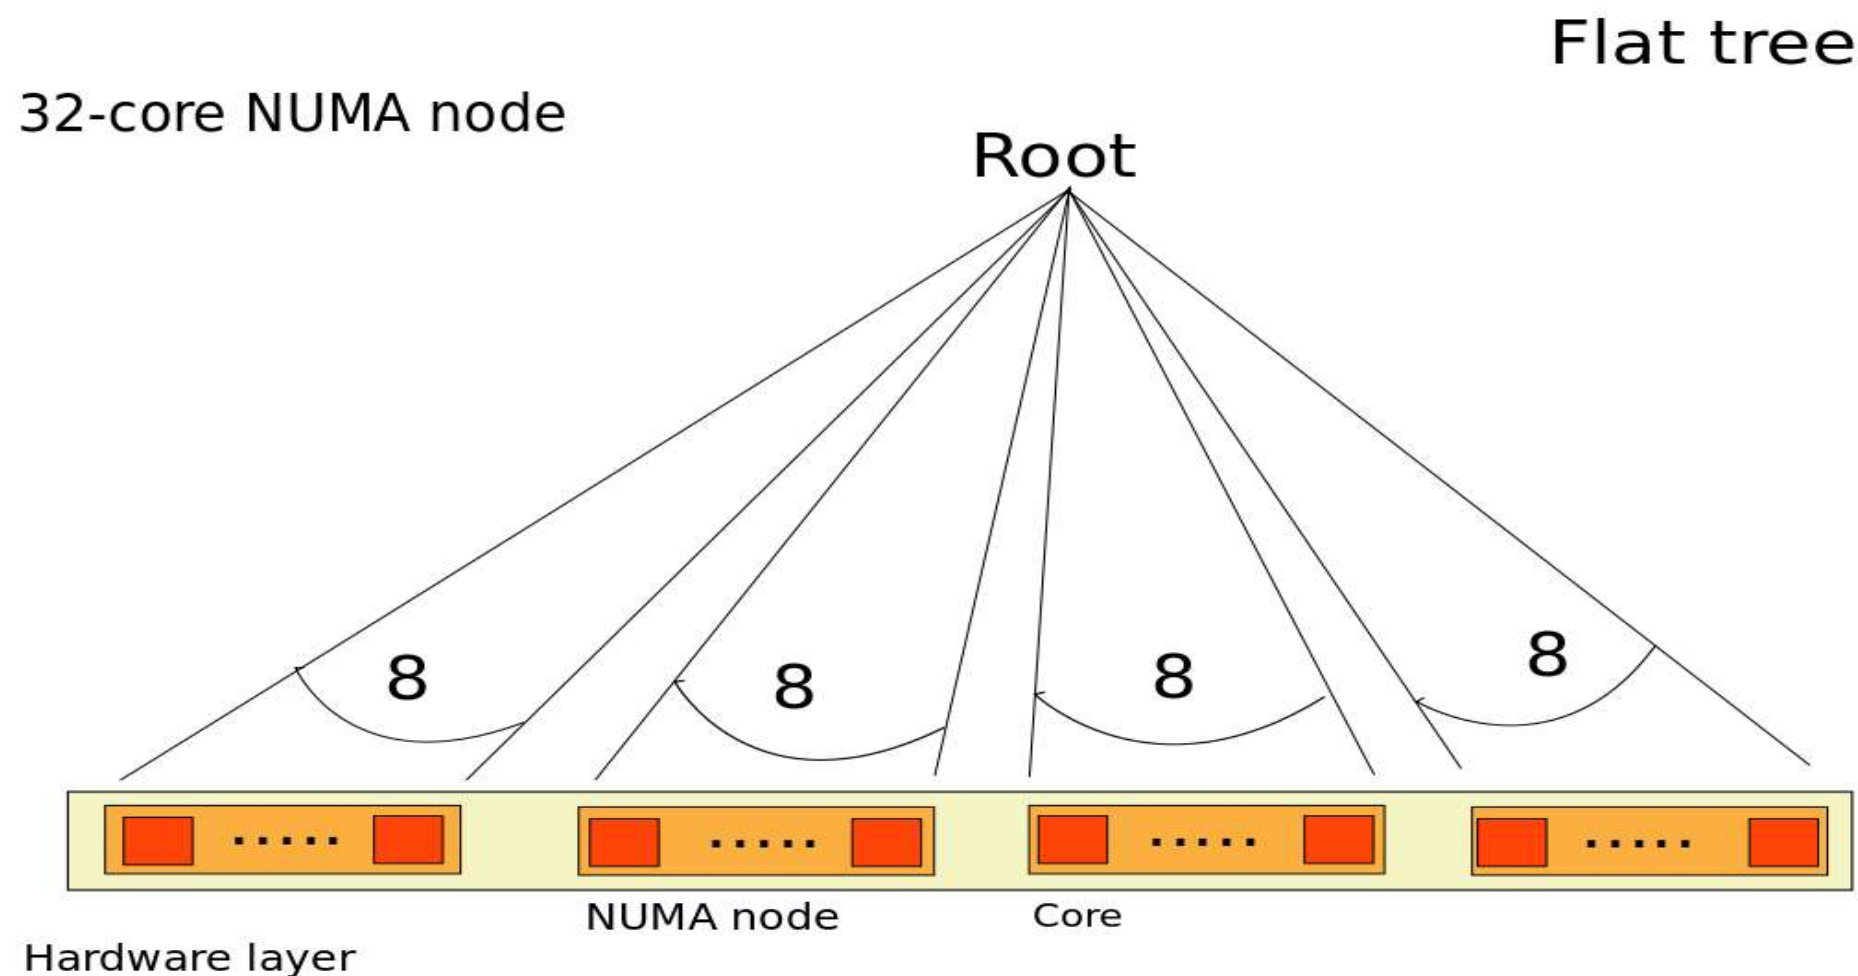 Flat tree
32-core NUMA node
Root
8
8
8
8
NUMA node
Core
Hardware layer